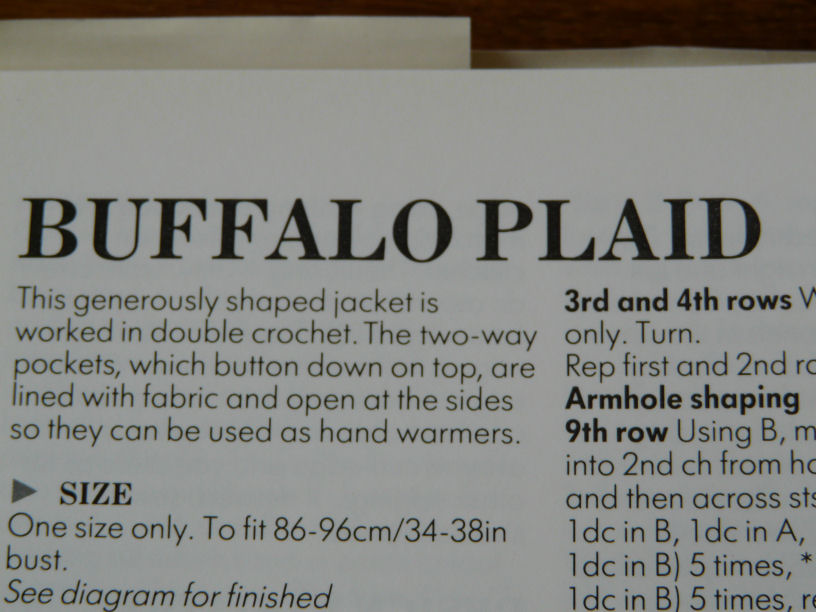 BUFFALO PLAID
This generously shaped jacket is
worked in double crochet. The two-way
pockets, which button down on top, are
lined with fabric and open at the sides
so they can be used as hand warmers.
▶ SIZE
One size only. To fit 86-96cm/34-38in
bust.
See diagram for finished
3rd and 4th rows
only. Turn.
Rep first and 2nd
Armhole shaping
9th row Using B,
into 2nd ch from
and then across sts
1dc in B, 1dc in A,
1dc in B) 5 times, *
1dc in B) 5 times,